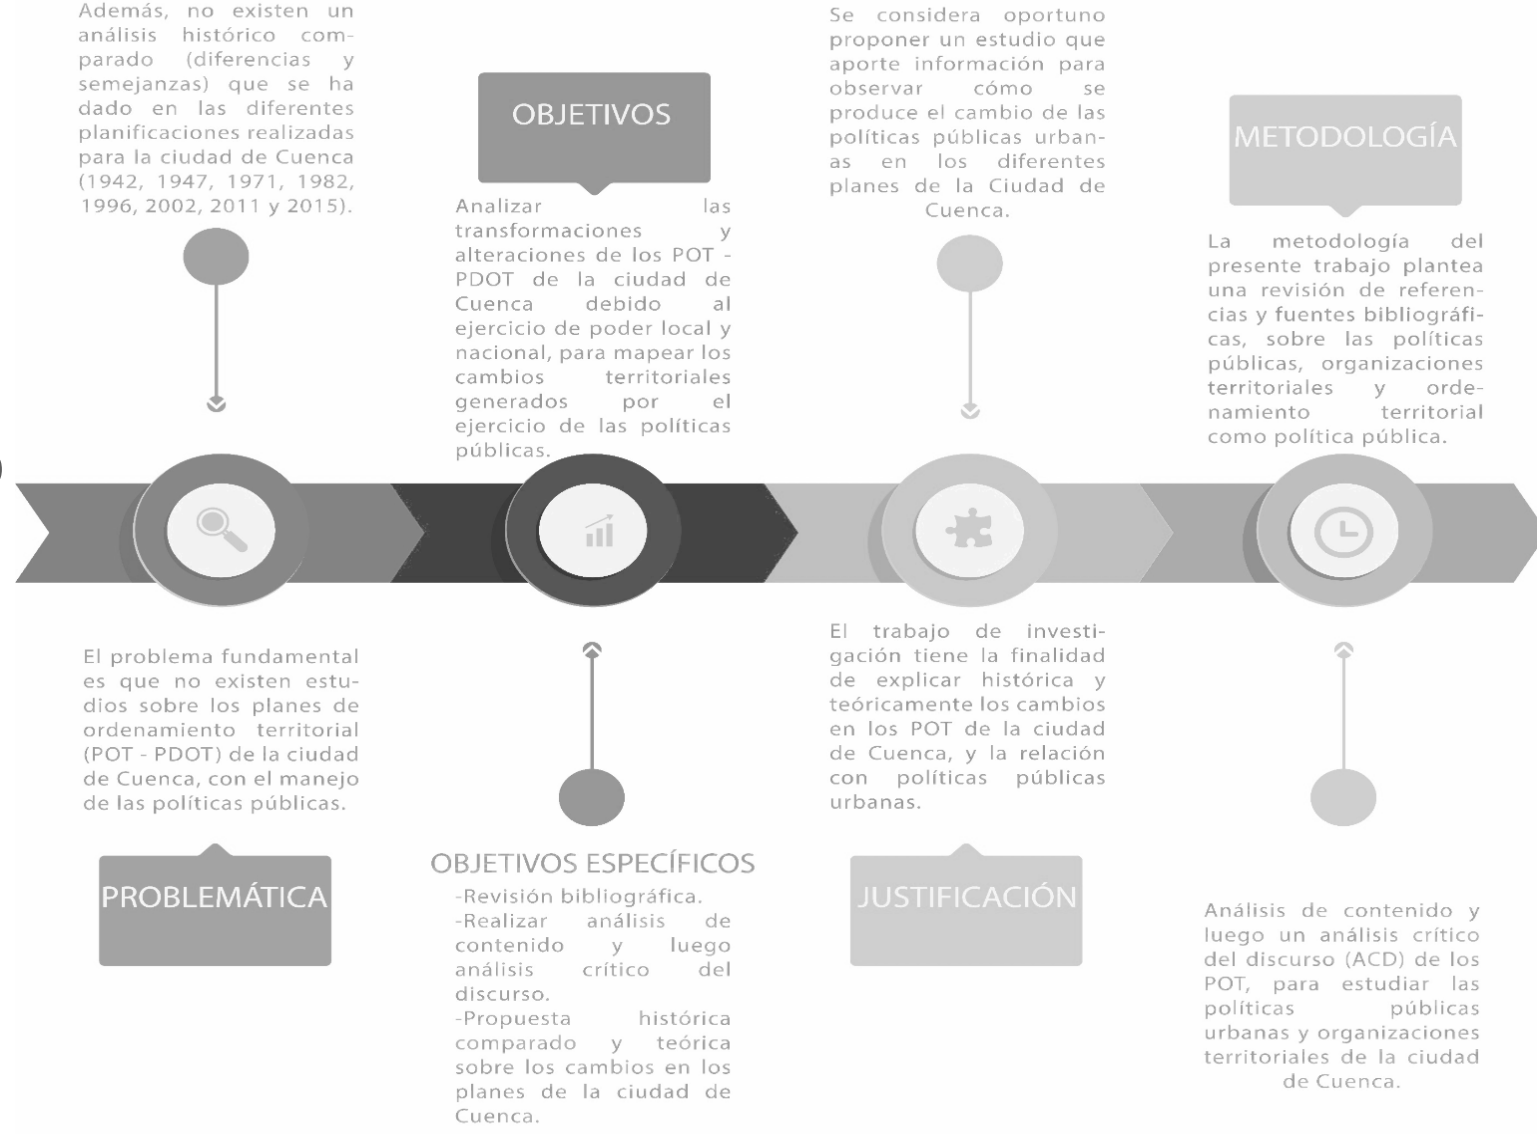 Además, no existen un
análisis histórico com-
parado (diferencias y
semejanzas) que se ha
dado en las diferentes
planificaciones realizadas
para la ciudad de Cuenca
(1942, 1947, 1971, 1982,
1996, 2002, 2011 y 2015).
El problema fundamental
es que no existen estu-
dios sobre los planes de
ordenamiento territorial
(POT - PDOT) de la ciudad
de Cuenca, con el manejo
de las políticas públicas.
PROBLEMÁTICA
OBJETIVOS
Analizar las
transformaciones y
alteraciones de los POT -
PDOT de la ciudad de
Cuenca debido al
ejercicio de poder local y
nacional, para mapear los
cambios territoriales
generados por el
ejercicio de las políticas
públicas.
OBJETIVOS ESPECÍFICOS
-Revisión bibliográfica.
-Realizar análisis de
contenido y luego
análisis crítico del
discurso.
-Propuesta histórica
comparado y teórica
sobre los cambios en los
planes de la ciudad de
Cuenca.
Se considera oportuno
proponer un estudio que
aporte información para
observar cómo se
produce el cambio de las
políticas públicas urban-
as en los diferentes
planes de la Ciudad de
Cuenca.
El trabajo de investi-
gación tiene la finalidad
de explicar histórica y
teóricamente los cambios
en los POT de la ciudad
de Cuenca, y la relación
con políticas públicas
urbanas.
JUSTIFICACIÓN
METODOLOGÍA
La metodología del
presente trabajo plantea
una revisión de referen-
cias y fuentes bibliográfi-
cas, sobre las políticas
públicas, organizaciones
territoriales y orde-
namiento territorial
como política pública.
Análisis de contenido y
luego un análisis crítico
del discurso (ACD) de los
POT, para estudiar las
políticas públicas
urbanas y organizaciones
territoriales de la ciudad
de Cuenca.